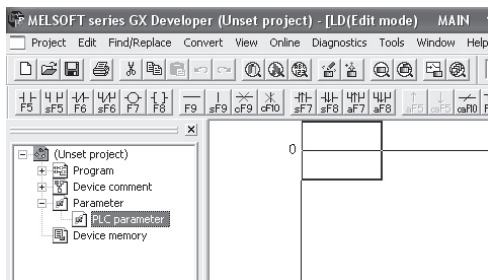 MELSOFT series GX Developer (Unset project) - [LD(Edit mode) MAIN
Project Edit Find/Replace Convert View Online Diagnostics Tools Window Help
F5 sF5 F6 sF6 F7 F8 F9 sF9 cF9 cF10 sF7 sF8 aF7 aF8 aF5 caF5 caF10
(Unset project)
Program
Device comment
Parameter
PLC parameter
Device memory
0